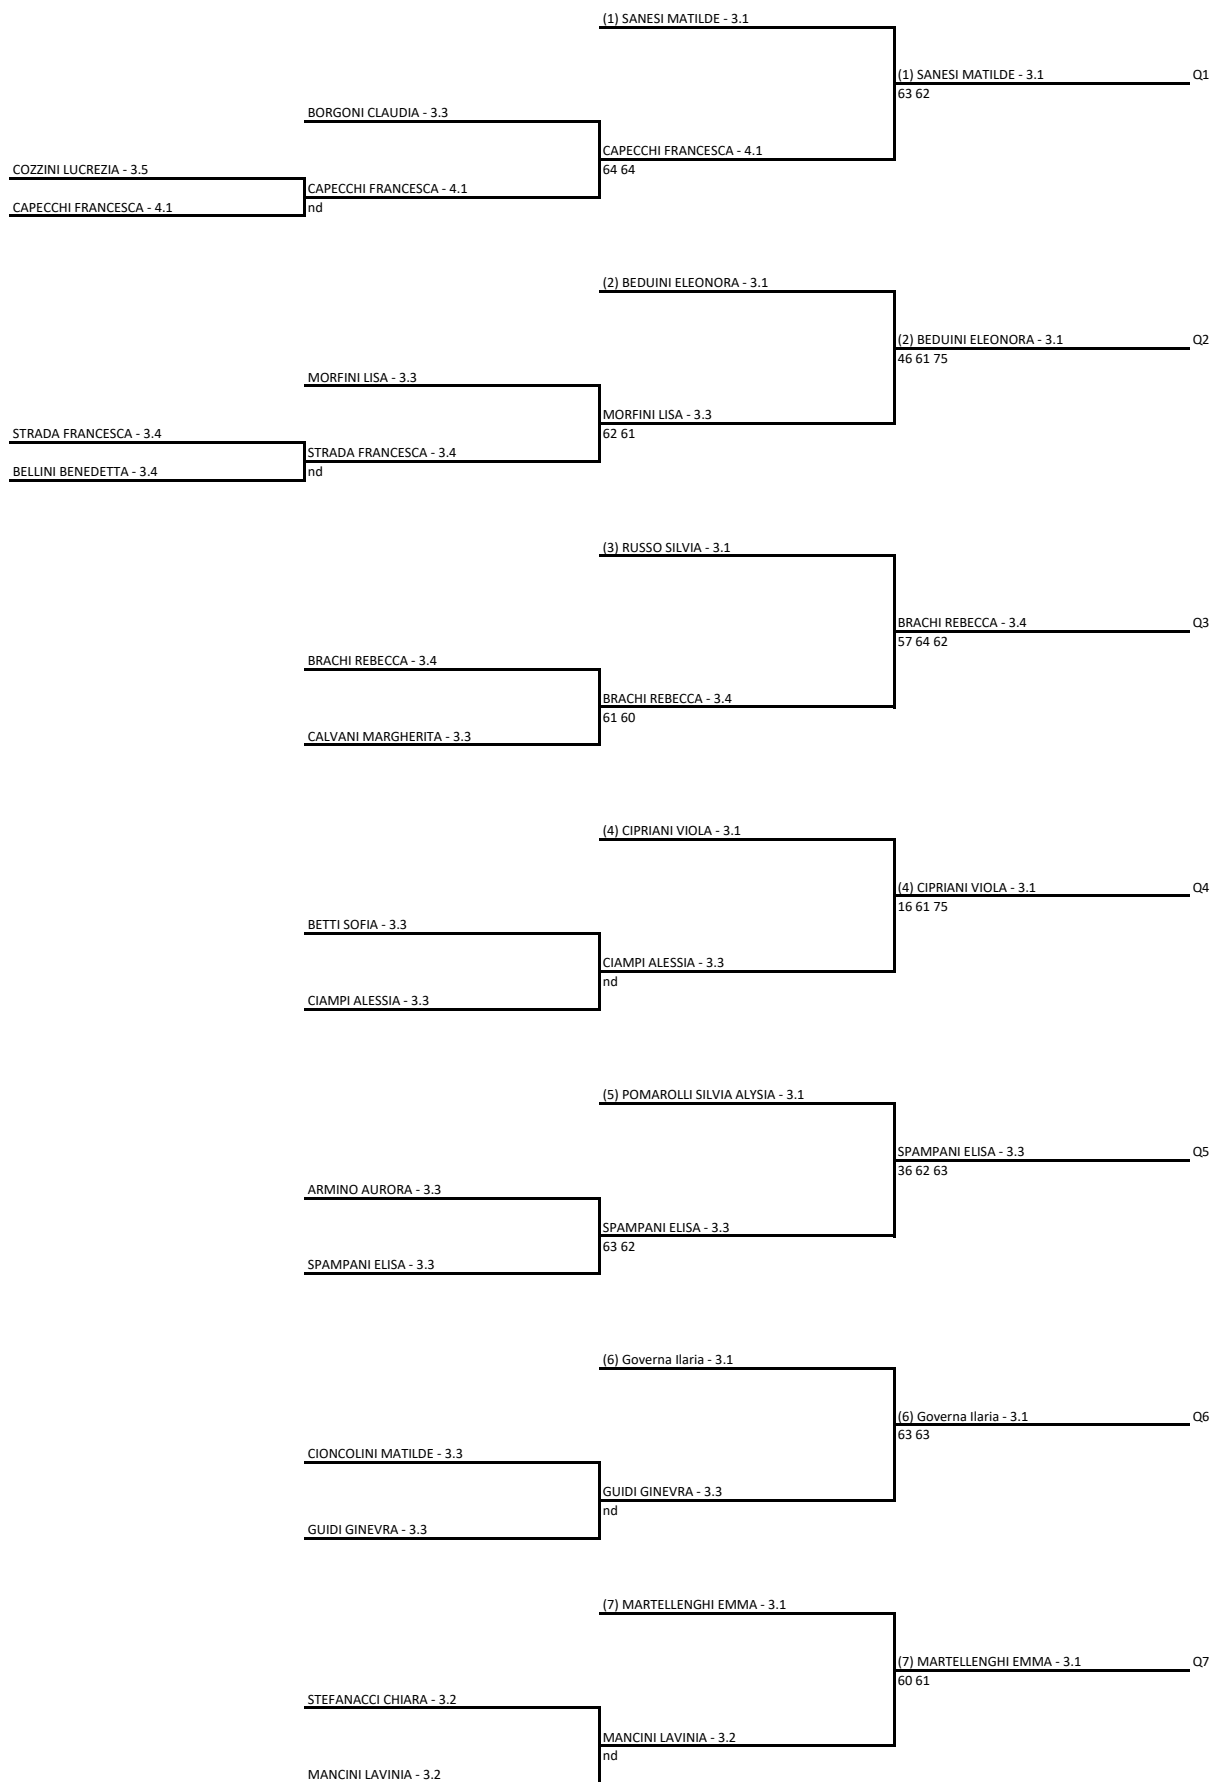 (1) SANESI MATILDE - 3.1
(1) SANESI MATILDE - 3.1
Q1
63 62
BORGONI CLAUDIA - 3.3
CAPECCHI FRANCESCA - 4.1
64 64
COZZINI LUCREZIA - 3.5
CAPECCHI FRANCESCA - 4.1
CAPECCHI FRANCESCA - 4.1
nd
(2) BEDUINI ELEONORA - 3.1
(2) BEDUINI ELEONORA - 3.1
Q2
46 61 75
MORFINI LISA - 3.3
MORFINI LISA - 3.3
62 61
STRADA FRANCESCA - 3.4
STRADA FRANCESCA - 3.4
BELLINI BENEDETTA - 3.4
nd
(3) RUSSO SILVIA - 3.1
BRACHI REBECCA - 3.4
Q3
57 64 62
BRACHI REBECCA - 3.4
BRACHI REBECCA - 3.4
61 60
CALVANI MARGHERITA - 3.3
(4) CIPRIANI VIOLA - 3.1
(4) CIPRIANI VIOLA - 3.1
Q4
16 61 75
BETTI SOFIA - 3.3
CIAMPI ALESSIA - 3.3
nd
CIAMPI ALESSIA - 3.3
(5) POMAROLLI SILVIA ALYSIA - 3.1
SPAMPANI ELISA - 3.3
Q5
36 62 63
ARMINO AURORA - 3.3
SPAMPANI ELISA - 3.3
63 62
SPAMPANI ELISA - 3.3
(6) Governa Ilaria - 3.1
(6) Governa Ilaria - 3.1
Q6
63 63
CIONCOLINI MATILDE - 3.3
GUIDI GINEVRA - 3.3
nd
GUIDI GINEVRA - 3.3
(7) MARTELLENGHI EMMA - 3.1
(7) MARTELLENGHI EMMA - 3.1
Q7
60 61
STEFANACCI CHIARA - 3.2
MANCINI LAVINIA - 3.2
nd
MANCINI LAVINIA - 3.2